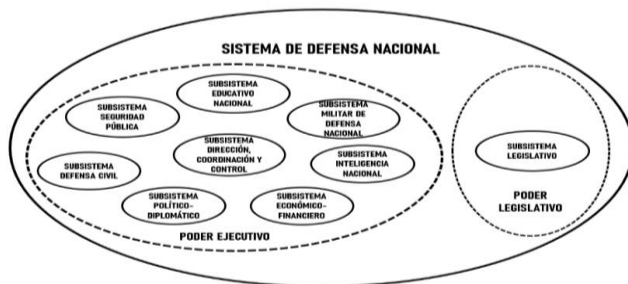 SISTEMA DE DEFENSA NACIONAL
SUBSISTEMA
EDUCATIVO
NACIONAL
SUBSISTEMA
SEGURIDAD
PÚBLICA
SUBSISTEMA
MILITAR DE
DEFENSA
NACIONAL
SUBSISTEMA
DIRECCIÓN,
COORDINACIÓN Y
CONTROL
SUBSISTEMA
LEGISLATIVO
SUBSISTEMA
DEFENSA CIVIL
SUBSISTEMA
INTELIGENCIA
NACIONAL
SUBSISTEMA
POLÍTICO-
DIPLOMÁTICO
SUBSISTEMA
ECONÓMICO-
FINANCIERO
PODER
LEGISLATIVO
PODER EJECUTIVO